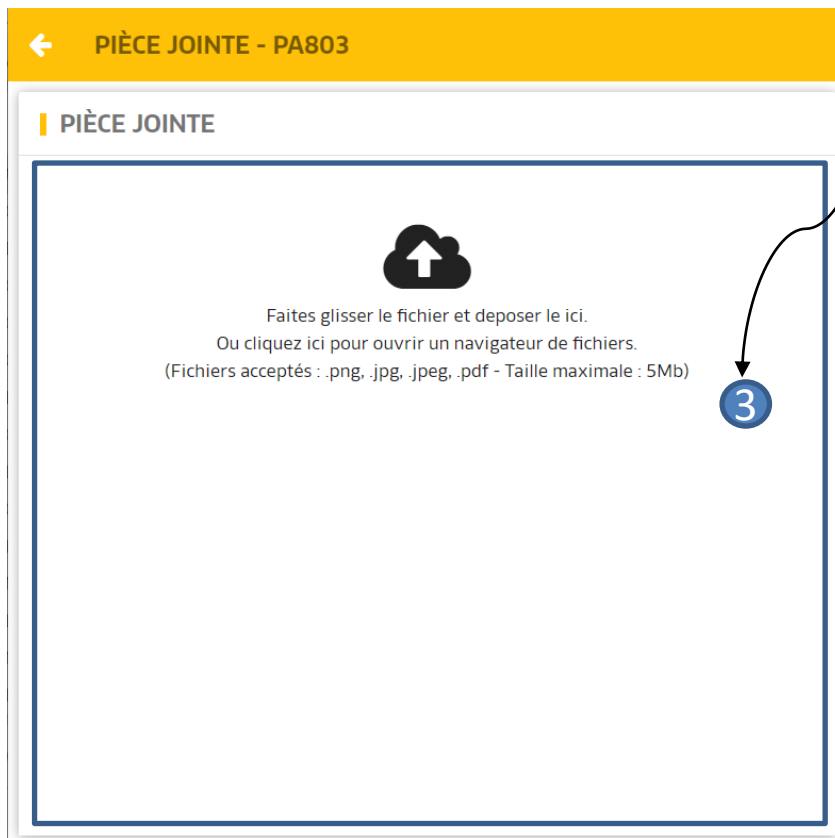 PIÈCE JOINTE - PA803
PIÈCE JOINTE
Faites glisser le fichier et deposer le ici.
Ou cliquez ici pour ouvrir un navigateur de fichiers.
(Fichiers acceptés : .png, .jpg, .jpeg, .pdf - Taille maximale : 5Mb)
3